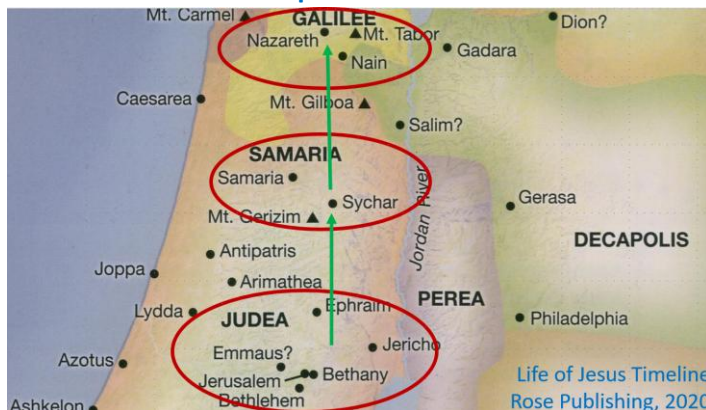 Mt. Carmel
GALILEE
Nazareth
Mt. Tabor
Dion?
Gadara
Nain
Caesarea
Mt. Gilboa
Salim?
SAMARIA
Samaria
Sychar
Gerasa
Mt. Gerizim
Jordan River
DECAPOLIS
Antipatris
Joppa
Arimathea
PEREA
Lydda
JUDEA
Ephraim
Philadelphia
Emmaus?
Jericho
Azotus
Jerusalem
Bethany
Bethlehem
Ashkelon
Life of Jesus Timeline
Rose Publishing, 2020